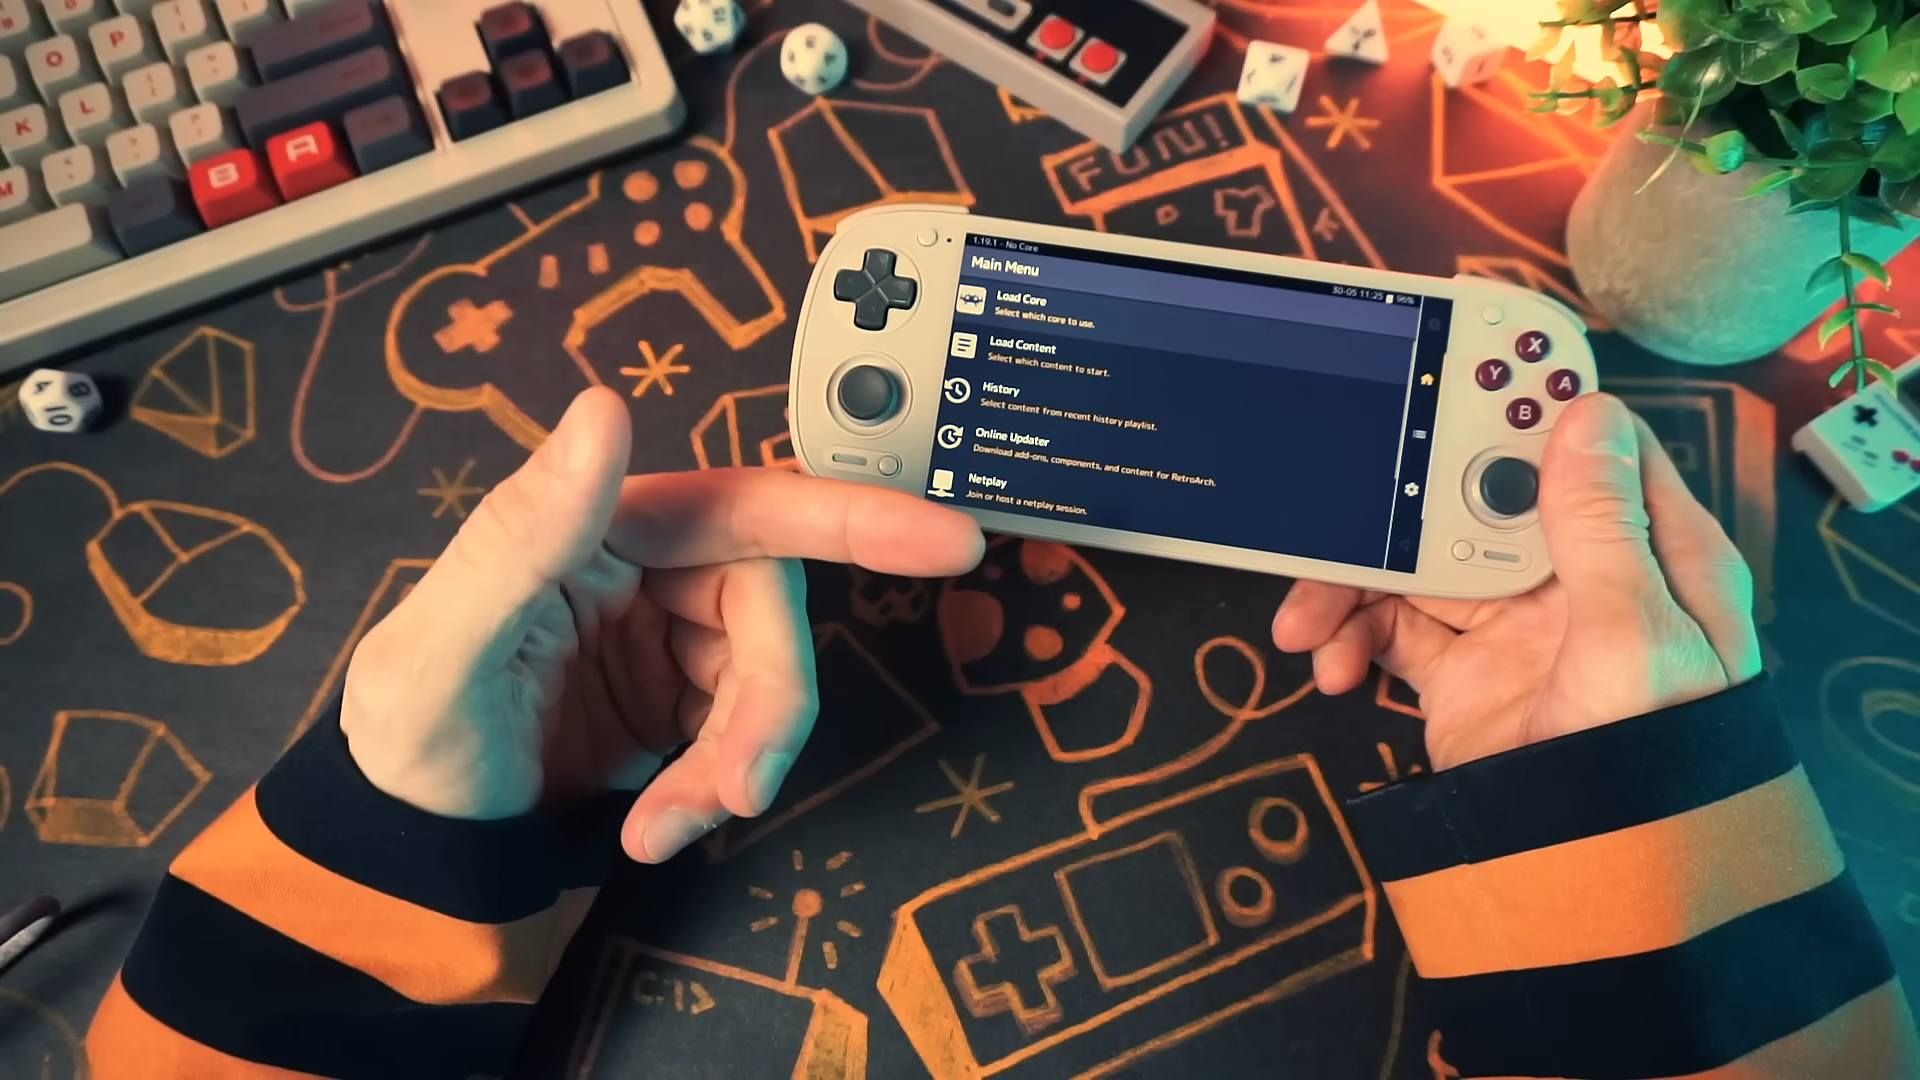 O
P
K
L
M
B
A
FUN!
10
1.19.1 - No Core
30-05 11:25 96%
Main Menu
Load Core
Select which core to use.
Load Content
Select which content to start.
History
Select content from recent history playlist.
Online Updater
Download add-ons, components, and content for RetroArch.
Netplay
Join or host a netplay session.
X
Y
A
B
C:\>